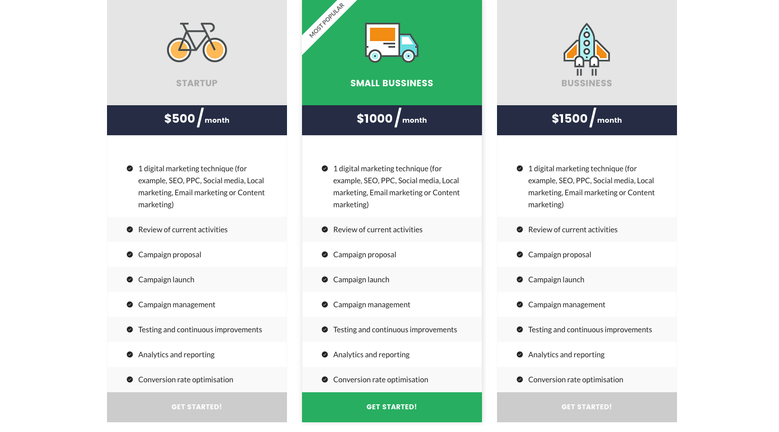 STARTUP
$500 / month
1 digital marketing technique (for
example, SEO, PPC, Social media, Local
marketing, Email marketing or Content
marketing)
Review of current activities
Campaign proposal
Campaign launch
Campaign management
Testing and continuous improvements
Analytics and reporting
Conversion rate optimisation
GET STARTED!
MOST POPULAR
SMALL BUSSINESS
$1000 / month
1 digital marketing technique (for
example, SEO, PPC, Social media, Local
marketing, Email marketing or Content
marketing)
Review of current activities
Campaign proposal
Campaign launch
Campaign management
Testing and continuous improvements
Analytics and reporting
Conversion rate optimisation
GET STARTED!
BUSSINESS
$1500 / month
1 digital marketing technique (for
example, SEO, PPC, Social media, Local
marketing, Email marketing or Content
marketing)
Review of current activities
Campaign proposal
Campaign launch
Campaign management
Testing and continuous improvements
Analytics and reporting
Conversion rate optimisation
GET STARTED!